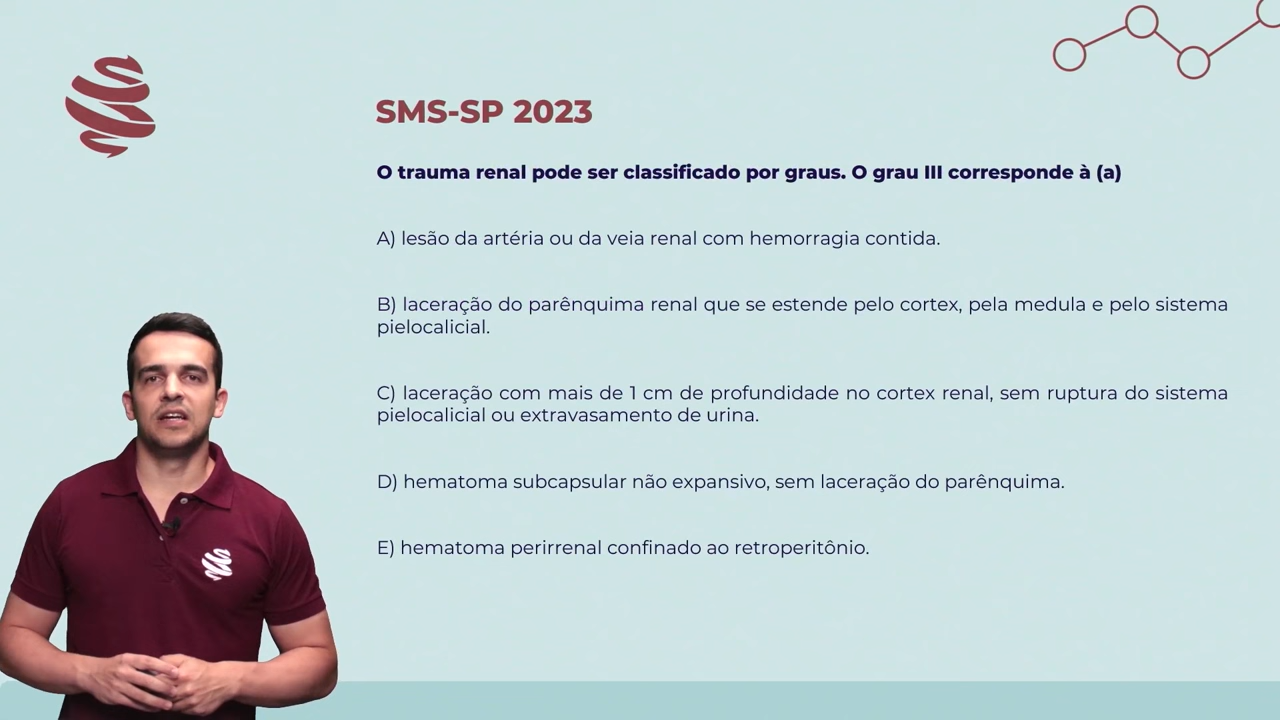 SMS-SP 2023
O trauma renal pode ser classificado por graus. O grau III corresponde à (a)
A) lesão da artéria ou da veia renal com hemorragia contida.
B) laceração do parênquima renal que se estende pelo cortex, pela medula e pelo sistema
pielocalicial.
C) laceração com mais de 1 cm de profundidade no cortex renal, sem ruptura do sistema
pielocalicial ou extravasamento de urina.
D) hematoma subcapsular não expansivo, sem laceração do parênquima.
E) hematoma perirrenal confinado ao retroperitônio.